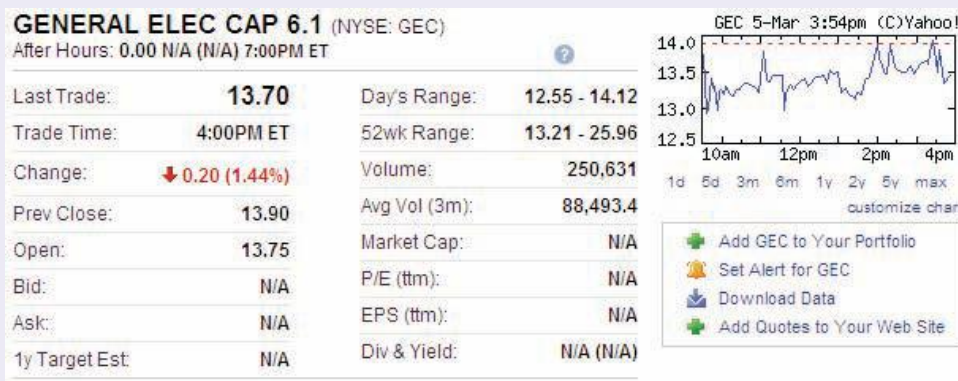 GENERAL ELEC CAP 6.1 (NYSE: GEC)
After Hours: 0.00 N/A (N/A) 7:00PM ET
Last Trade: 13.70
Trade Time: 4:00PM ET
Change: 0.20 (1.44%)
Prev Close: 13.90
Open: 13.75
Bid: N/A
Ask: N/A
1y Target Est: N/A
Day's Range: 12.55 - 14.12
52wk Range: 13.21 - 25.96
Volume: 250,631
Avg Vol (3m): 88,493.4
Market Cap: N/A
P/E (ttm): N/A
EPS (ttm): N/A
Div & Yield: N/A (N/A)
GEC 5-Mar 3:54pm (C)Yahoo!
14.0
13.5
13.0
12.5
10am 12pm 2pm 4pm
1d 5d 3m 6m 1y 2y 5y max
customize char
Add GEC to Your Portfolio
Set Alert for GEC
Download Data
Add Quotes to Your Web Site